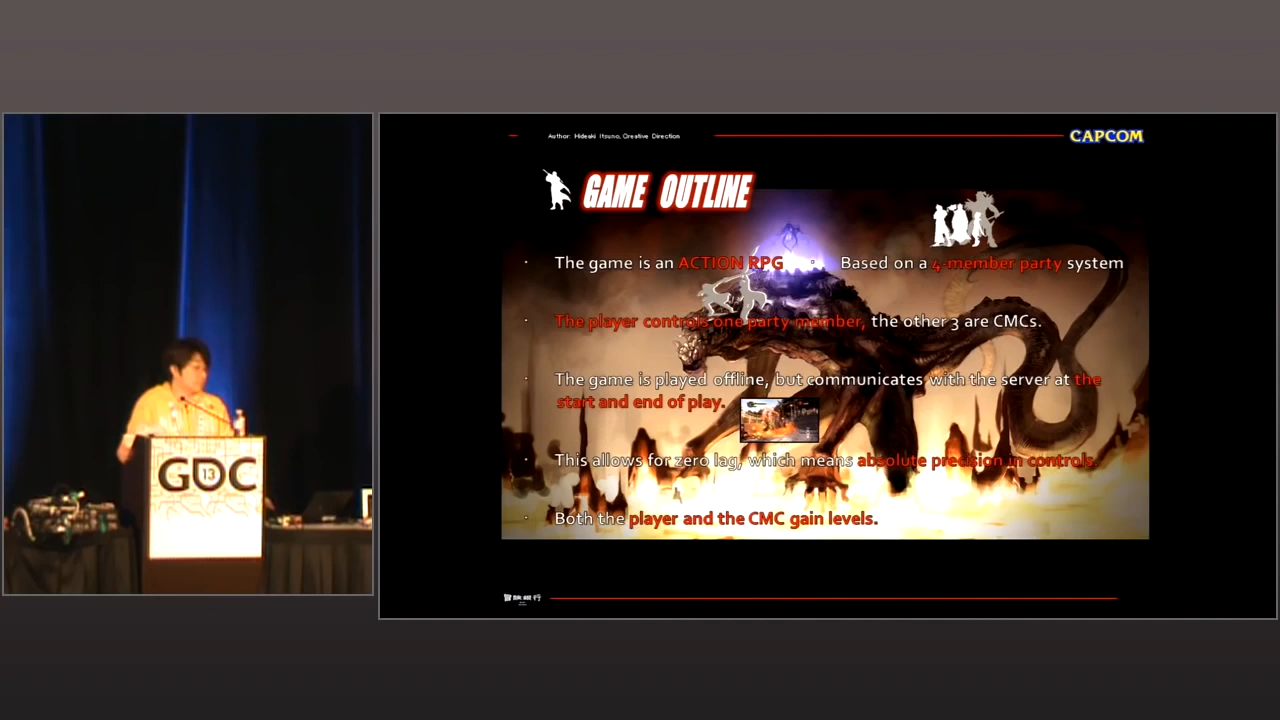 Author: Hideaki Itsuno, Creative Direction
CAPCOM
GAME OUTLINE
· The game is an ACTION RPG
· Based on a 4-member party system
· The player controls one party member, the other 3 are CMCs.
· The game is played offline, but communicates with the server at the
start and end of play.
· This allows for zero lag, which means absolute precision in controls.
· Both the player and the CMC gain levels.
GDC
13